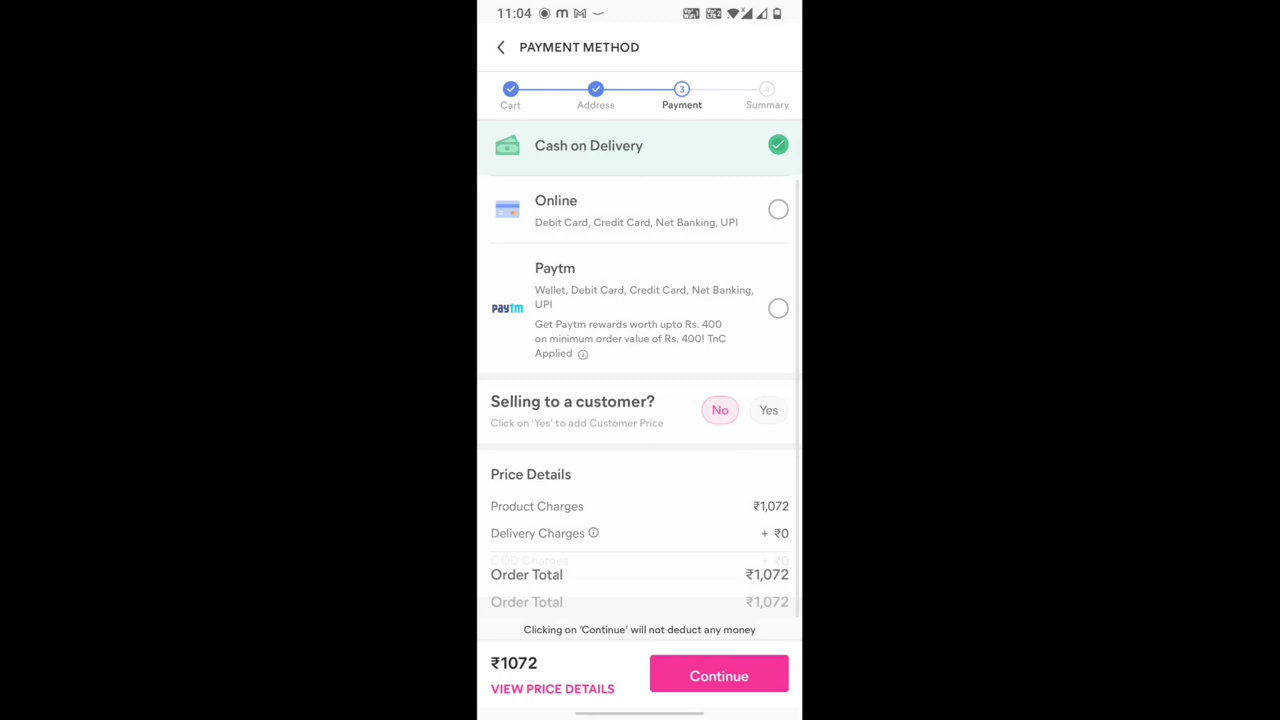 11:04
PAYMENT METHOD
3
4
Cart
Address
Payment
Summary
Cash on Delivery
Online
Debit Card, Credit Card, Net Banking, UPI
Paytm
Wallet, Debit Card, Credit Card, Net Banking,
UPI
paytm
Get Paytm rewards worth upto Rs. 400
on minimum order value of Rs. 400! TnC
Applied
Selling to a customer?
No
Yes
Click on 'Yes' to add Customer Price
Price Details
Product Charges ₹1,072
Delivery Charges + ₹0
COD Charges + ₹0
Order Total ₹1,072
Order Total ₹1,072
Clicking on 'Continue' will not deduct any money
₹1072
Continue
VIEW PRICE DETAILS